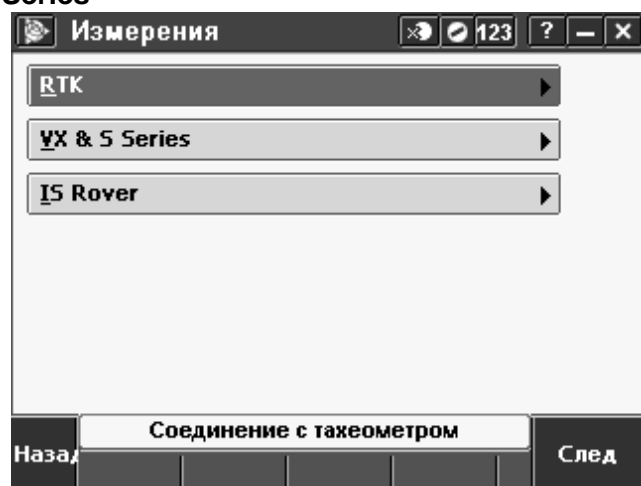 Series
Измерения 123 ? – ×
RTK
VX & S Series
IS Rover
Соединение с тахеометром
Назад След